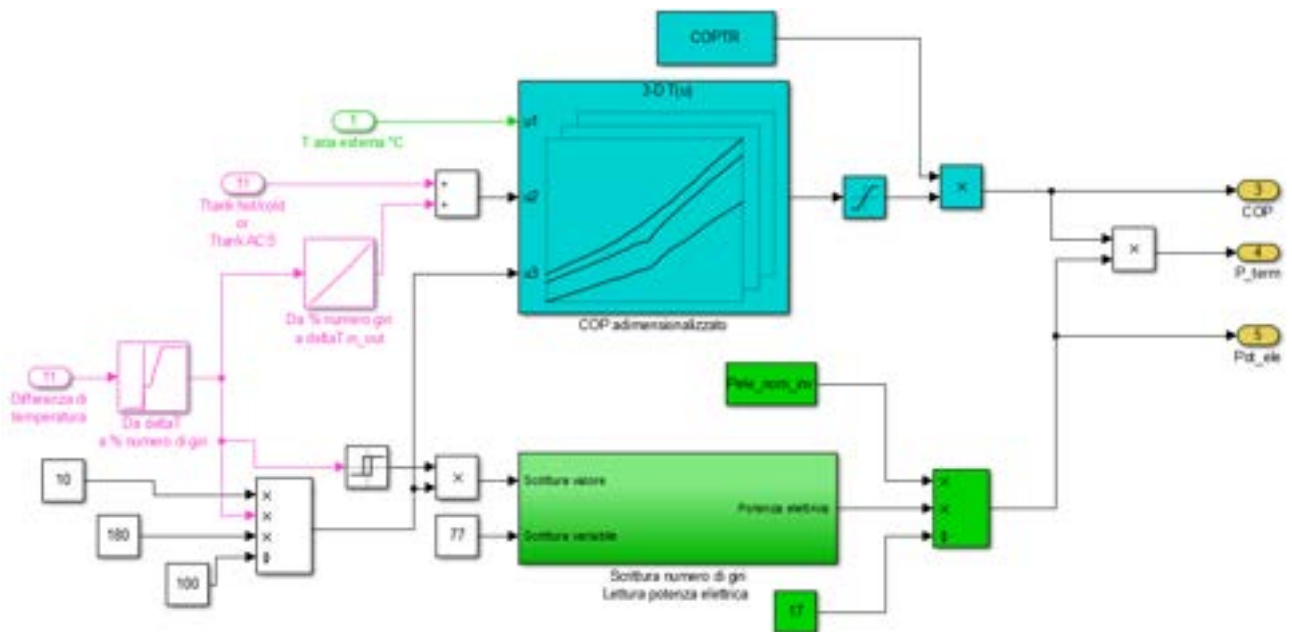 COPTR
3-D T(u)
1
T aria esterna °C
u1
11
Ttank hot/cold
or
Ttank ACS
+
+
u2
u3
×
3
COP
×
4
P_term
Da % numero giri
a deltaT in_out
COP adimensionalizzato
11
Differenza di
temperatura
Da deltaT
a % numero di giri
Pele_nom_inv
5
Pot_ele
10
180
100
×
×
×
÷
×
77
Scrittura valore
Scrittura variabile
Potenza elettrica
×
×
÷
Scrittura numero di giri
Lettura potenza elettrica
17